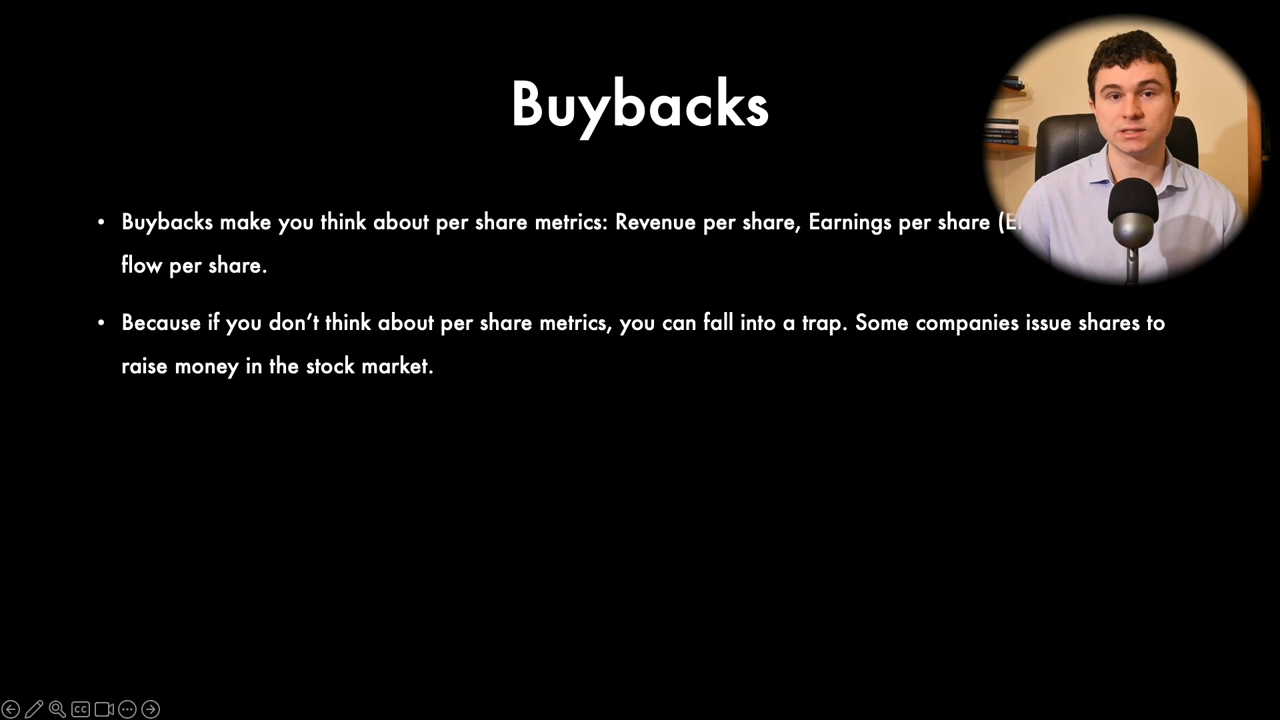 Buybacks
• Buybacks make you think about per share metrics: Revenue per share, Earnings per share
flow per share.
• Because if you don’t think about per share metrics, you can fall into a trap. Some companies issue shares to
raise money in the stock market.
CC